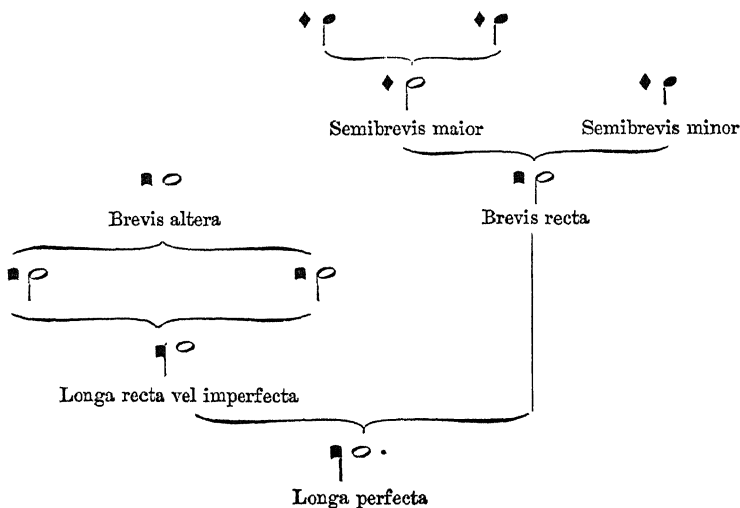 Semibrevis maior
Semibrevis minor
Brevis altera
Brevis recta
Longa recta vel imperfecta
Longa perfecta